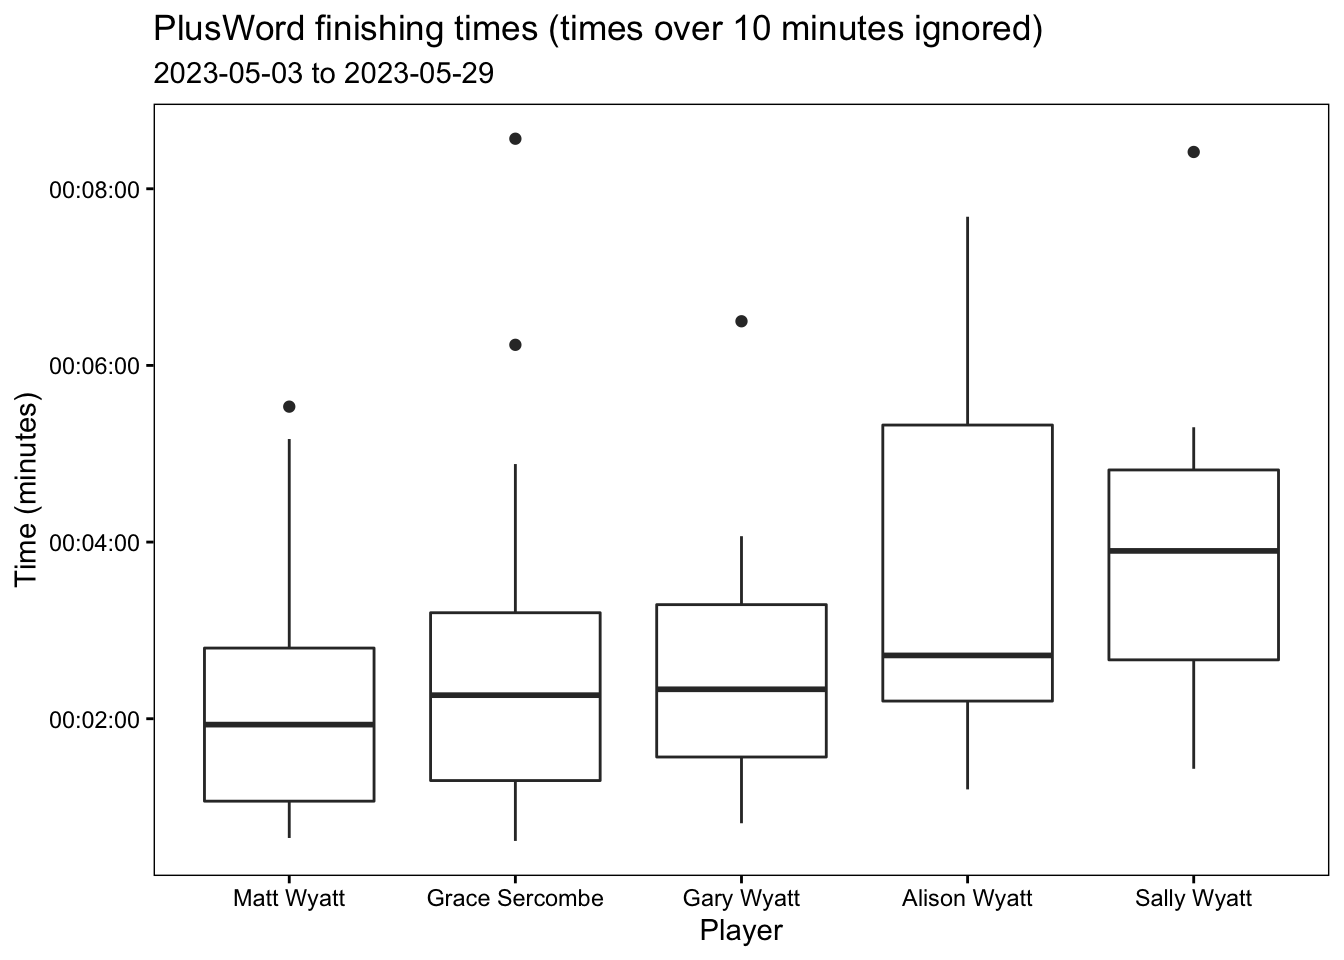 PlusWord finishing times (times over 10 minutes ignored)
2023-05-03 to 2023-05-29
Time (minutes)
00:08:00
00:06:00
00:04:00
00:02:00
Matt Wyatt
Grace Sercombe
Gary Wyatt
Alison Wyatt
Sally Wyatt
Player